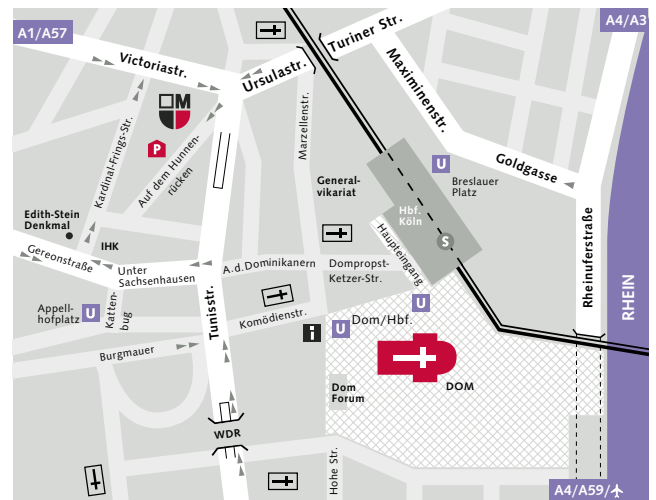 A1/A57
A4/A3
Turiner Str.
Victoriastr.
Ursulastr.
Maximinenstr.
M
P
Marzellenstr.
Kardinal-Frings-Str.
Auf dem Hunnen-
rücken
General-
vikariat
U
Breslauer
Platz
Goldgasse
Hbf.
Köln
S
Edith-Stein
Denkmal
IHK
Haupteingang
Gereonstraße
Unter
Sachsenhausen
A.d.Dominikanern
Dompropst-
Ketzer-Str.
Rheinuferstraße
RHEIN
Appell-
hofplatz
U
Katten-
bug
Tunisstr.
Komödienstr.
U
i
U
Dom/Hbf.
Burgmauer
DOM
Dom
Forum
WDR
Hohe Str.
A4/A59/